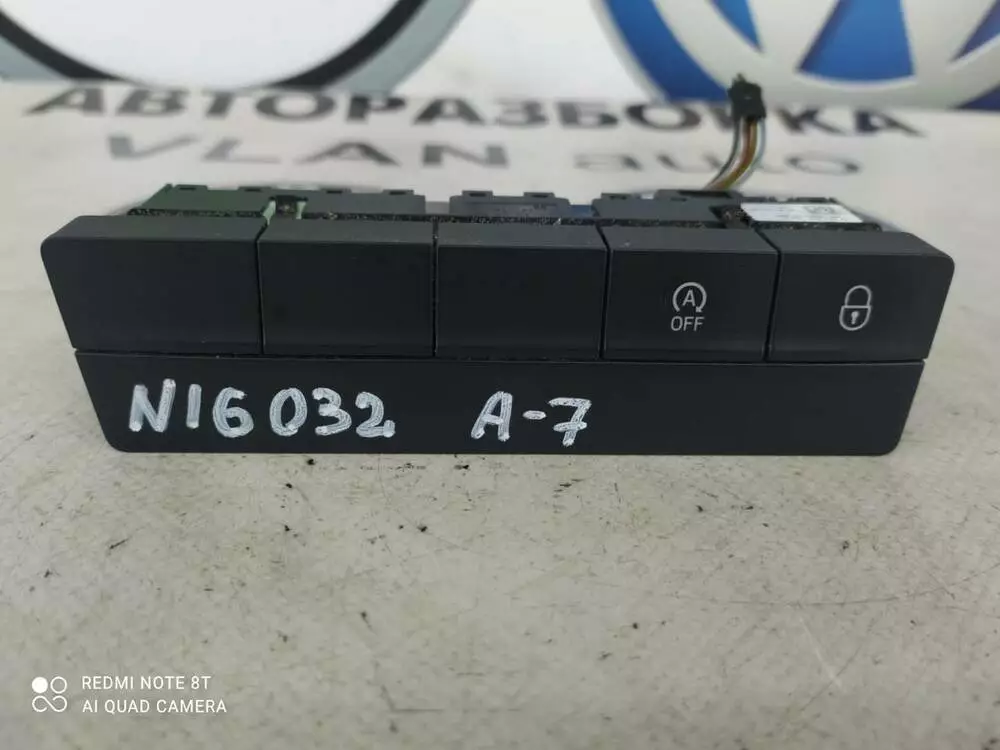 АВТОРАЗБОРКА
VLAN auto
A
OFF
N16032 A-7
REDMI NOTE 8T
AI QUAD CAMERA